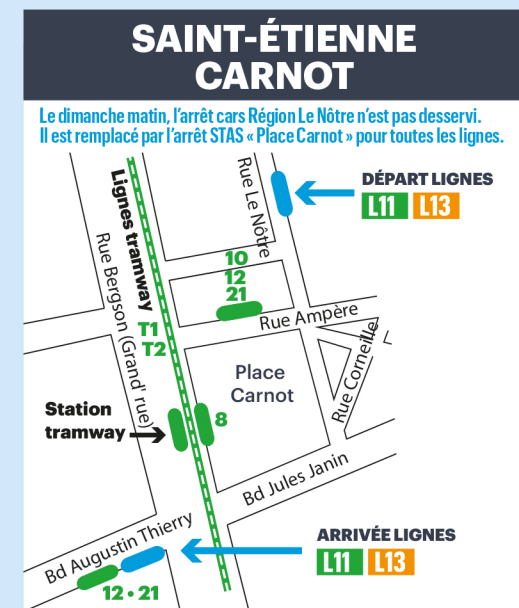 SAINT-ÉTIENNE
CARNOT
Le dimanche matin, l'arrêt cars Région Le Nôtre n'est pas desservi.
Il est remplacé par l'arrêt STAS « Place Carnot » pour toutes les lignes.
Lignes tramway
Rue Le Nôtre
DÉPART LIGNES
L11 L13
Rue Bergson (Grand' rue)
10
12
21
Rue Ampère
T1
T2
Rue Corneille
Place
Carnot
Station
tramway
8
Bd Jules Janin
Bd Augustin Thierry
ARRIVÉE LIGNES
L11 L13
12 • 21